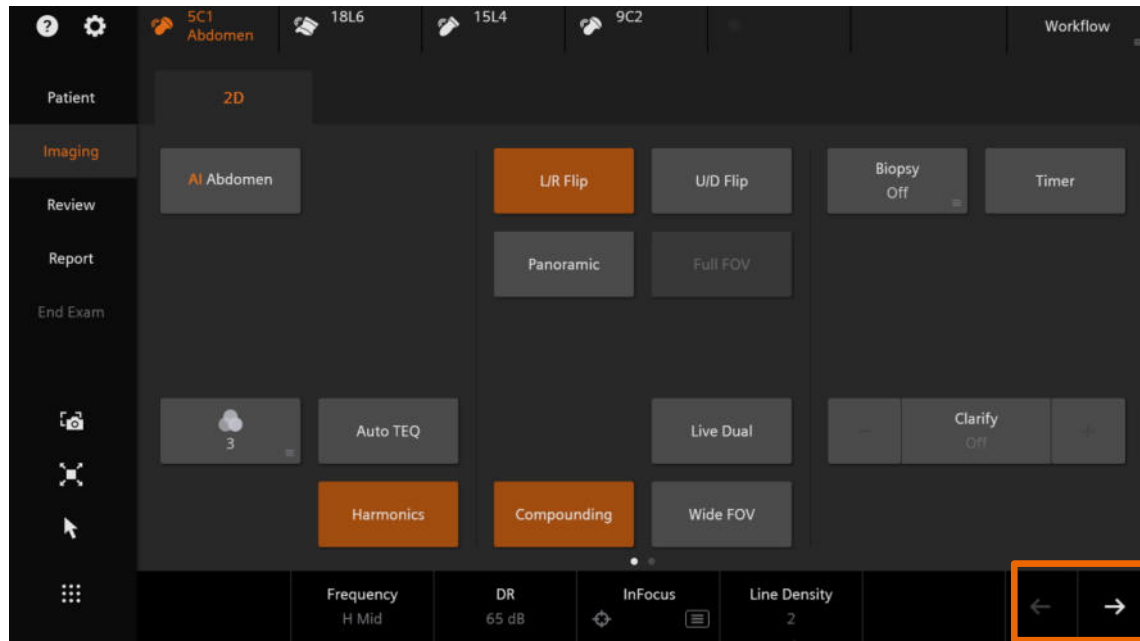 ?
5C1
Abdomen
18L6
15L4
9C2
Workflow
Patient
2D
Imaging
AI Abdomen
L/R Flip
U/D Flip
Biopsy
Off
Timer
Review
Panoramic
Full FOV
Report
End Exam
3
Auto TEQ
Live Dual
Clarify
Off
Harmonics
Compounding
Wide FOV
Frequency
H Mid
DR
65 dB
InFocus
Line Density
2